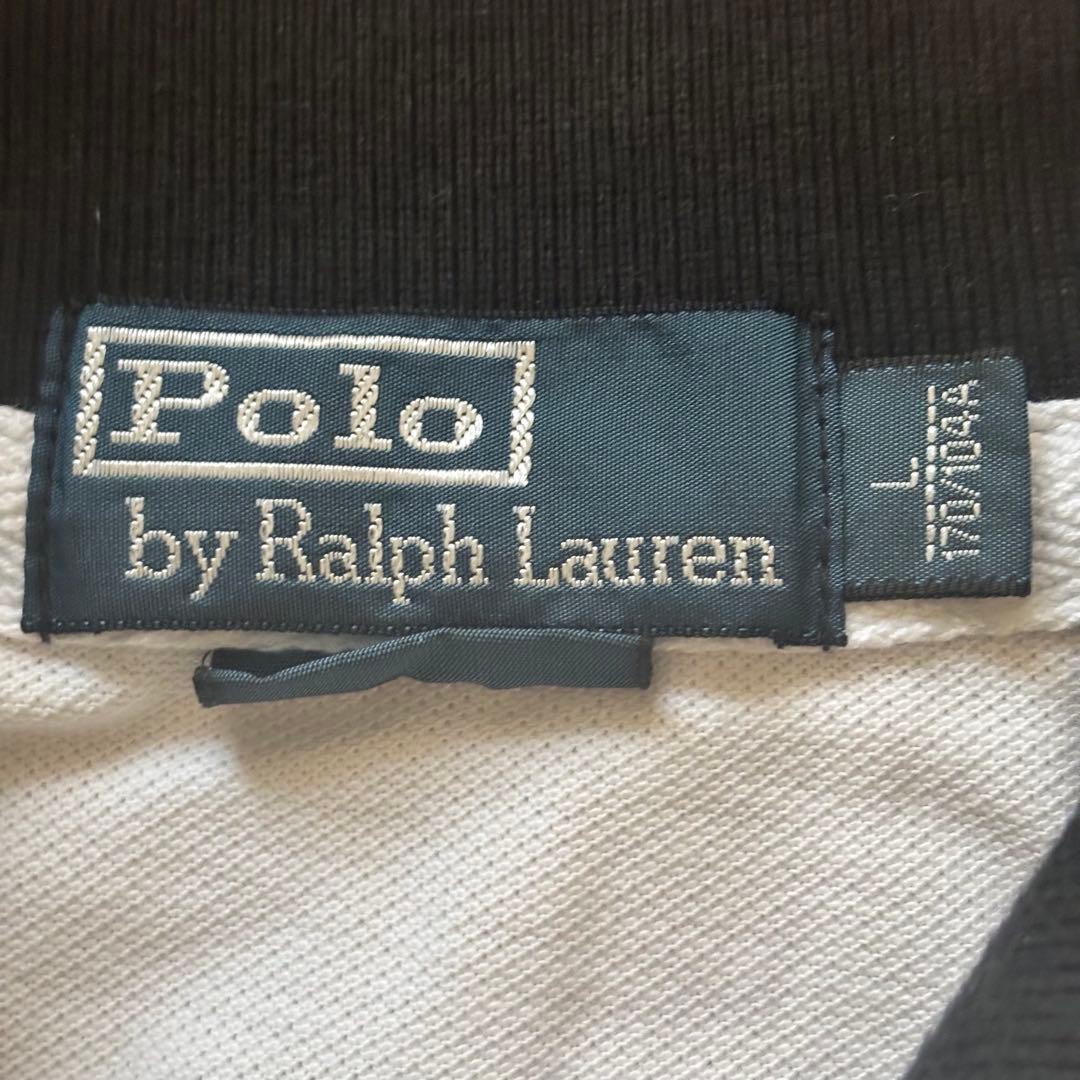 Polo
by Ralph Lauren
L
170/104A